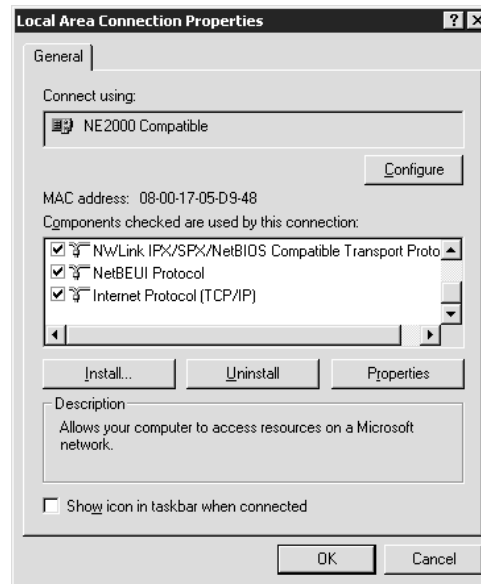 Local Area Connection Properties
General
Connect using:
NE2000 Compatible
Configure
MAC address: 08-00-17-05-D9-48
Components checked are used by this connection:
NWLink IPX/SPX/NetBIOS Compatible Transport Proto
NetBEUI Protocol
Internet Protocol (TCP/IP)
Install... Uninstall Properties
Description
Allows your computer to access resources on a Microsoft
network.
Show icon in taskbar when connected
OK Cancel